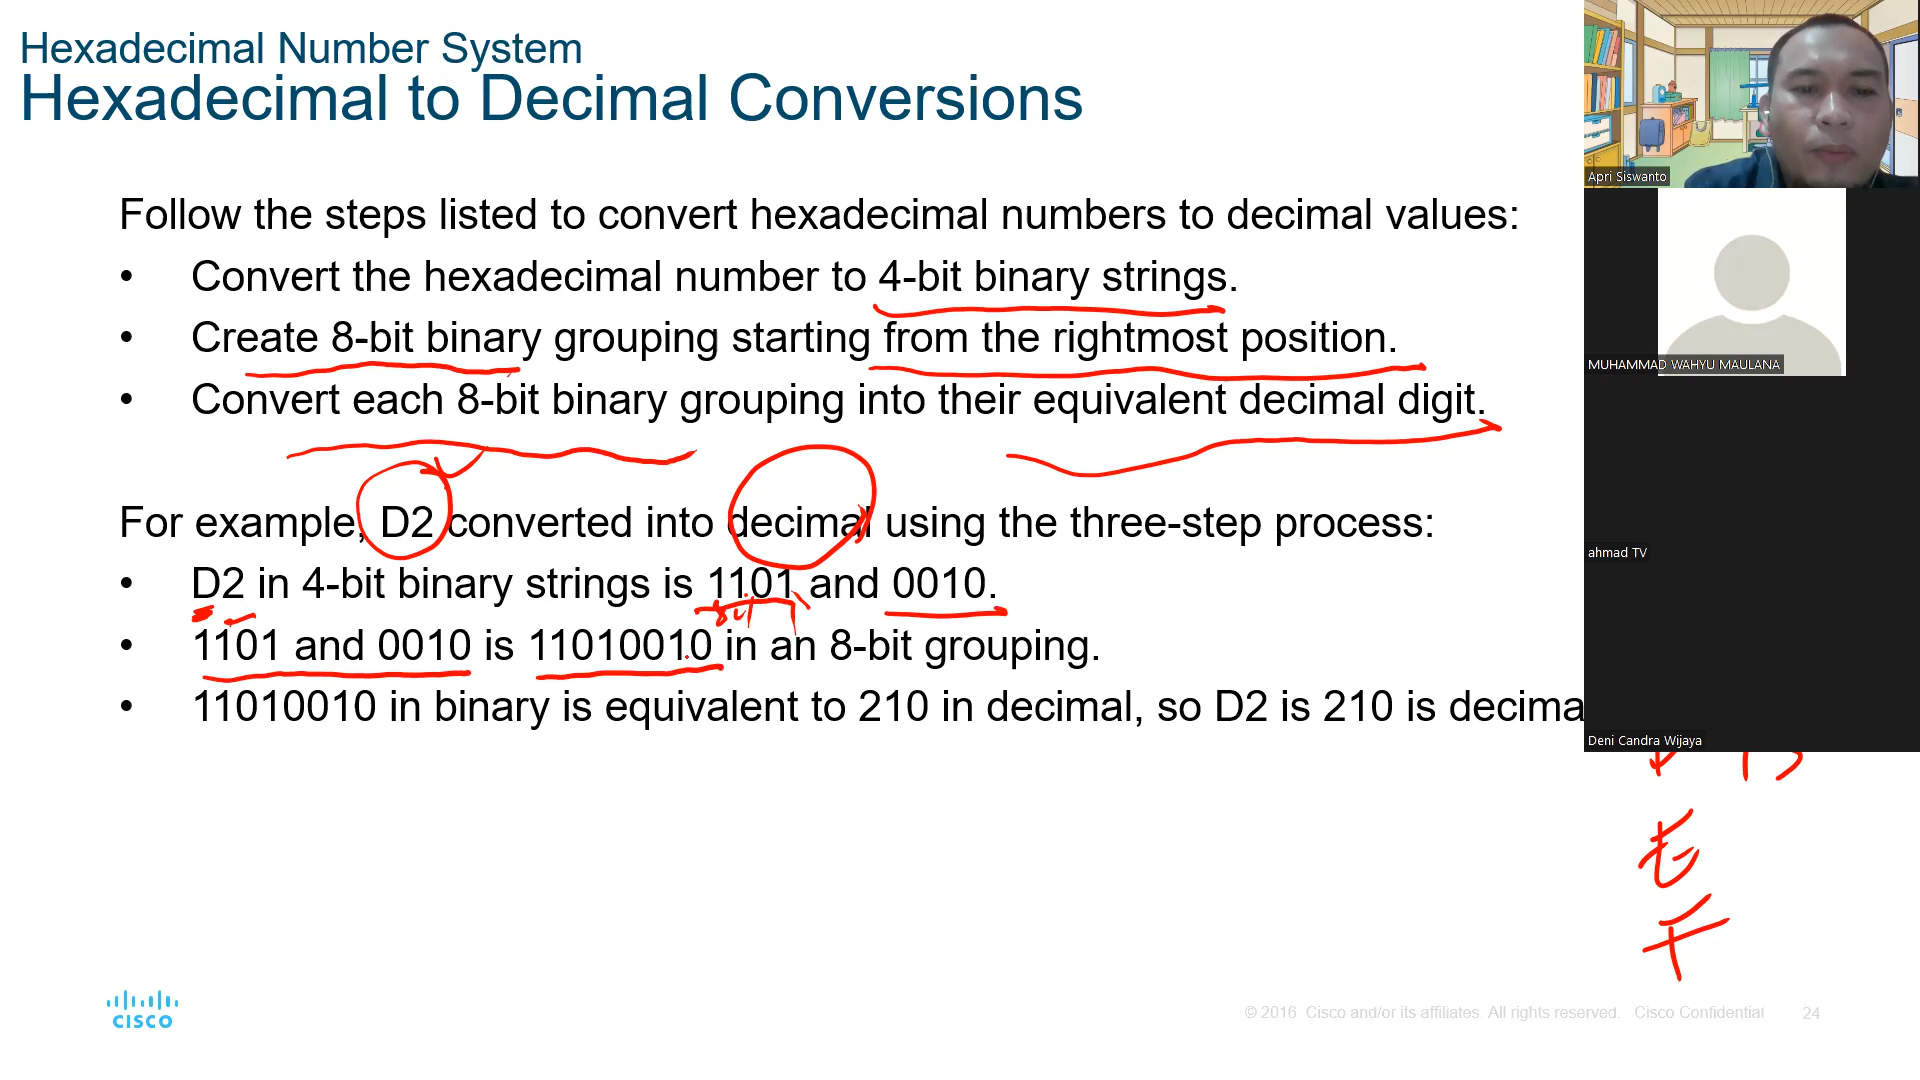 Hexadecimal Number System
Hexadecimal to Decimal Conversions
Follow the steps listed to convert hexadecimal numbers to decimal values:
• Convert the hexadecimal number to 4-bit binary strings.
• Create 8-bit binary grouping starting from the rightmost position.
• Convert each 8-bit binary grouping into their equivalent decimal digit.
For example, D2 converted into decimal using the three-step process:
• D2 in 4-bit binary strings is 1101 and 0010.
• 1101 and 0010 is 11010010 in an 8-bit grouping.
• 11010010 in binary is equivalent to 210 in decimal, so D2 is 210 is decima
Apri Siswanto
MUHAMMAD WAHYU MAULANA
ahmad TV
Deni Candra Wijaya
E
F
CISCO
© 2016 Cisco and/or its affiliates. All rights reserved. Cisco Confidential 24